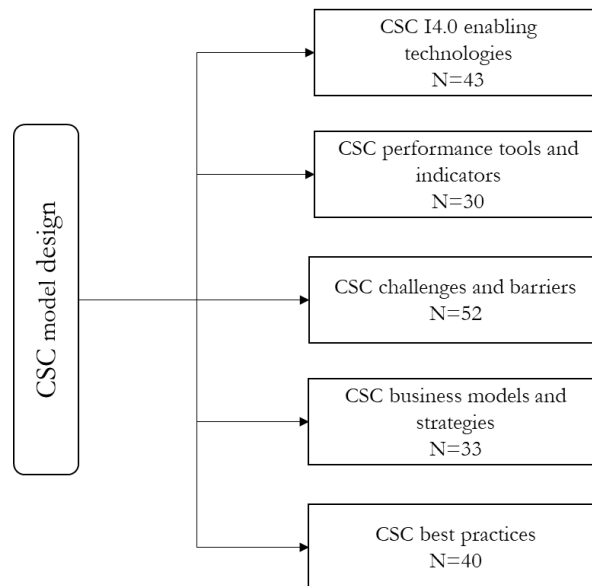 CSC model design
CSC I4.0 enabling
technologies
N=43
CSC performance tools and
indicators
N=30
CSC challenges and barriers
N=52
CSC business models and
strategies
N=33
CSC best practices
N=40